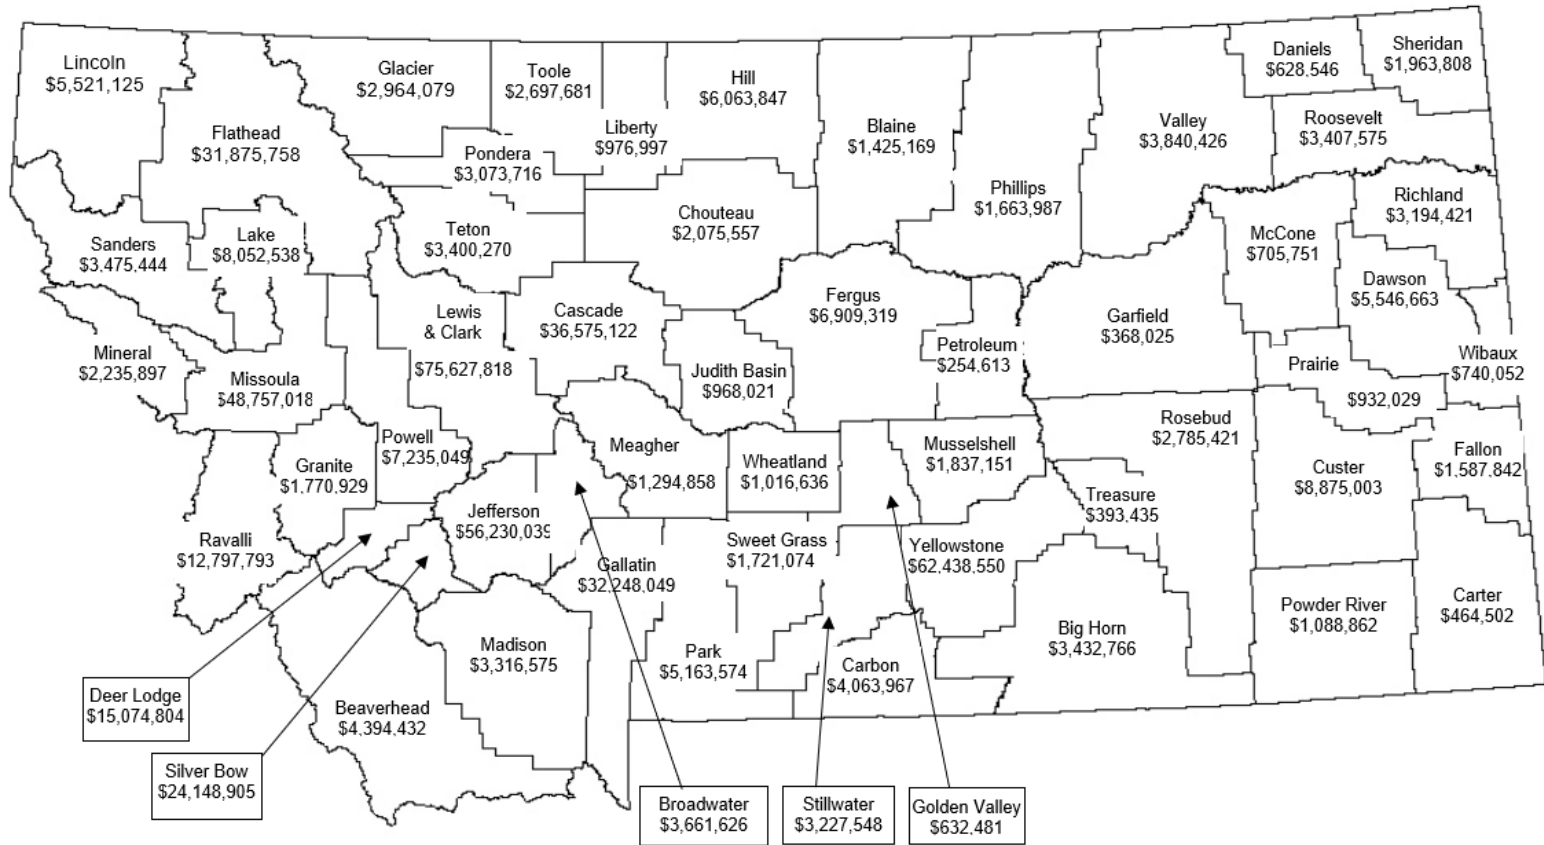 Lincoln
$5,521,125
Flathead
$31,875,758
Glacier
$2,964,079
Toole
$2,697,681
Liberty
$976,997
Hill
$6,063,847
Blaine
$1,425,169
Phillips
$1,663,987
Valley
$3,840,426
Daniels
$628,546
Sheridan
$1,963,808
Roosevelt
$3,407,575
Pondera
$3,073,716
Teton
$3,400,270
Chouteau
$2,075,557
Richland
$3,194,421
McCone
$705,751
Dawson
$5,546,663
Sanders
$3,475,444
Lake
$8,052,538
Lewis
& Clark
$75,627,818
Cascade
$36,575,122
Fergus
$6,909,319
Petroleum
$254,613
Garfield
$368,025
Prairie
$932,029
Wibaux
$740,052
Mineral
$2,235,897
Missoula
$48,757,018
Judith Basin
$968,021
Powell
$7,235,049
Granite
$1,770,929
Meagher
$1,294,858
Wheatland
$1,016,636
Musselshell
$1,837,151
Rosebud
$2,785,421
Treasure
$393,435
Custer
$8,875,003
Fallon
$1,587,842
Ravalli
$12,797,793
Jefferson
$56,230,039
Gallatin
$32,248,049
Sweet Grass
$1,721,074
Yellowstone
$62,438,550
Big Horn
$3,432,766
Powder River
$1,088,862
Carter
$464,502
Madison
$3,316,575
Park
$5,163,574
Carbon
$4,063,967
Beaverhead
$4,394,432
Deer Lodge
$15,074,804
Silver Bow
$24,148,905
Broadwater
$3,661,626
Stillwater
$3,227,548
Golden Valley
$632,481